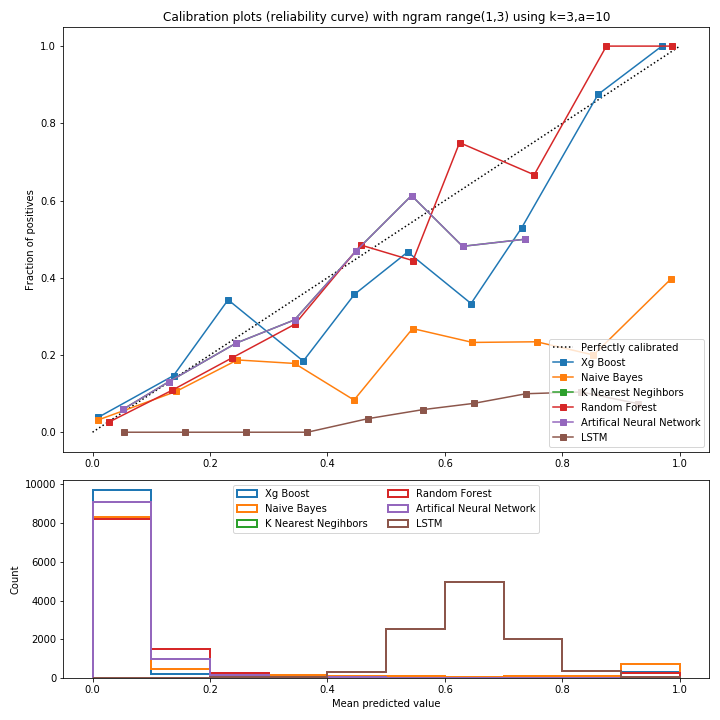 Calibration plots (reliability curve) with ngram range(1,3) using k=3,a=10
1.0
0.8
0.6
0.4
0.2
0.0
Fraction of positives
Perfectly calibrated
Xg Boost
Naive Bayes
K Nearest Negihbors
Random Forest
Artifical Neural Network
LSTM
0.0 0.2 0.4 0.6 0.8 1.0
10000
8000
6000
4000
2000
0
Count
Xg Boost Random Forest
Naive Bayes Artifical Neural Network
K Nearest Negihbors LSTM
0.0 0.2 0.4 0.6 0.8 1.0
Mean predicted value